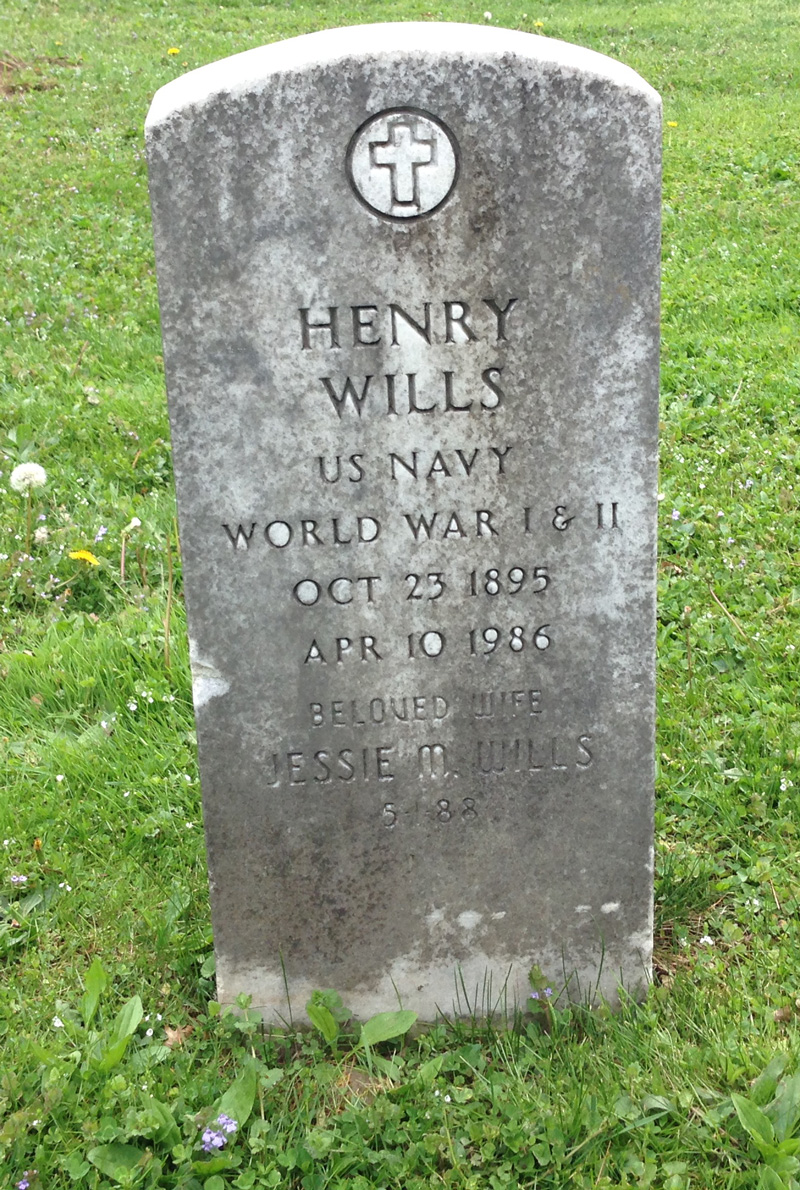 HENRY
WILLS
US NAVY
WORLD WAR I & II
OCT 23 1895
APR 10 1986
BELOVED WIFE
JESSIE M. WILLS
5-1-88